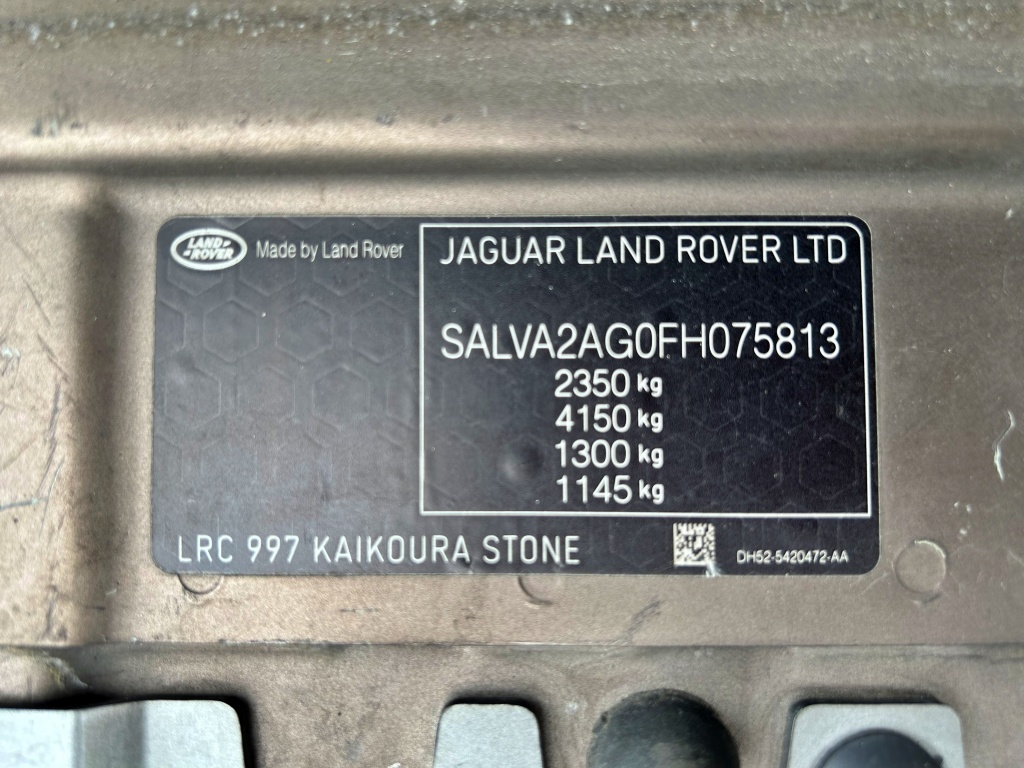 LAND-
-ROVER
Made by Land Rover
JAGUAR LAND ROVER LTD
SALVA2AG0FH075813
2350 kg
4150 kg
1300 kg
1145 kg
LRC 997 KAIKOURA STONE
DH52-5420472-AA